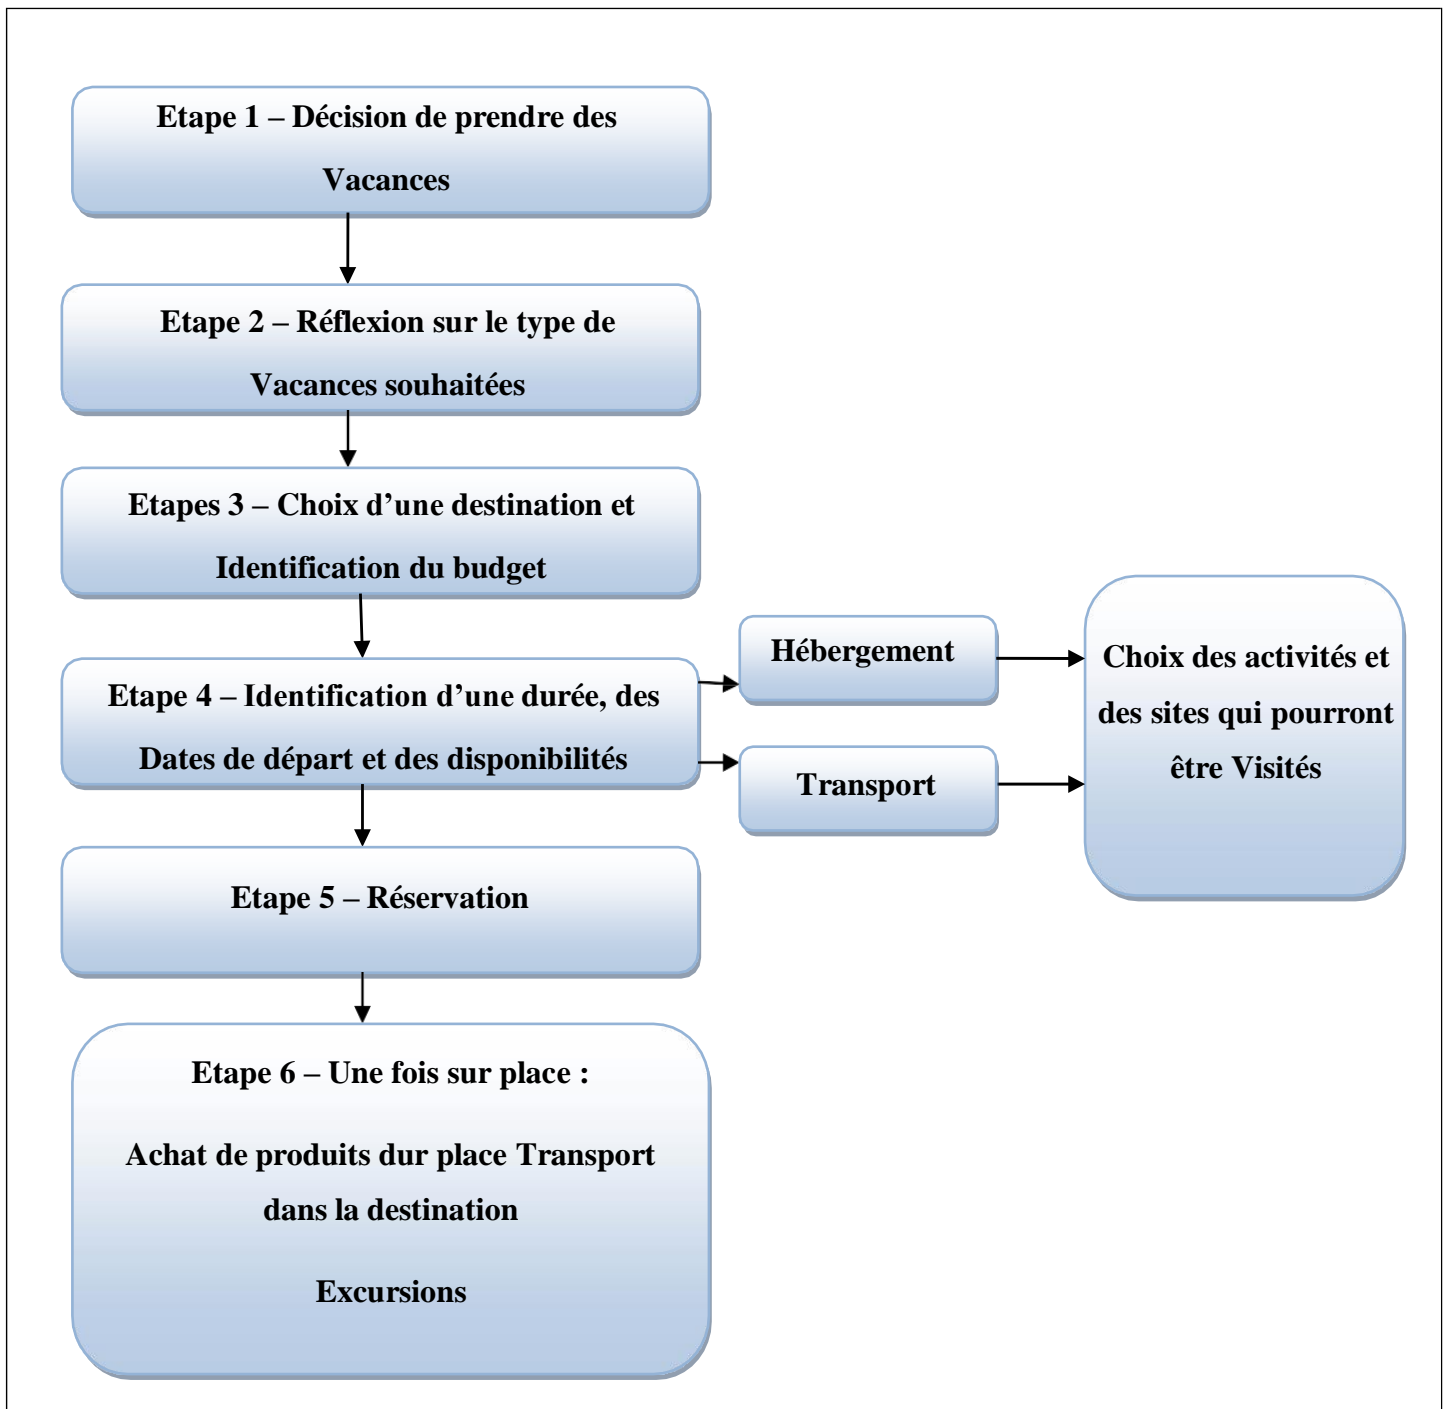 Etape 1 – Décision de prendre des
Vacances
Etape 2 – Réflexion sur le type de
Vacances souhaitées
Etapes 3 – Choix d’une destination et
Identification du budget
Etape 4 – Identification d’une durée, des
Dates de départ et des disponibilités
Hébergement
Transport
Choix des activités et
des sites qui pourront
être Visités
Etape 5 – Réservation
Etape 6 – Une fois sur place :
Achat de produits dur place Transport
dans la destination
Excursions